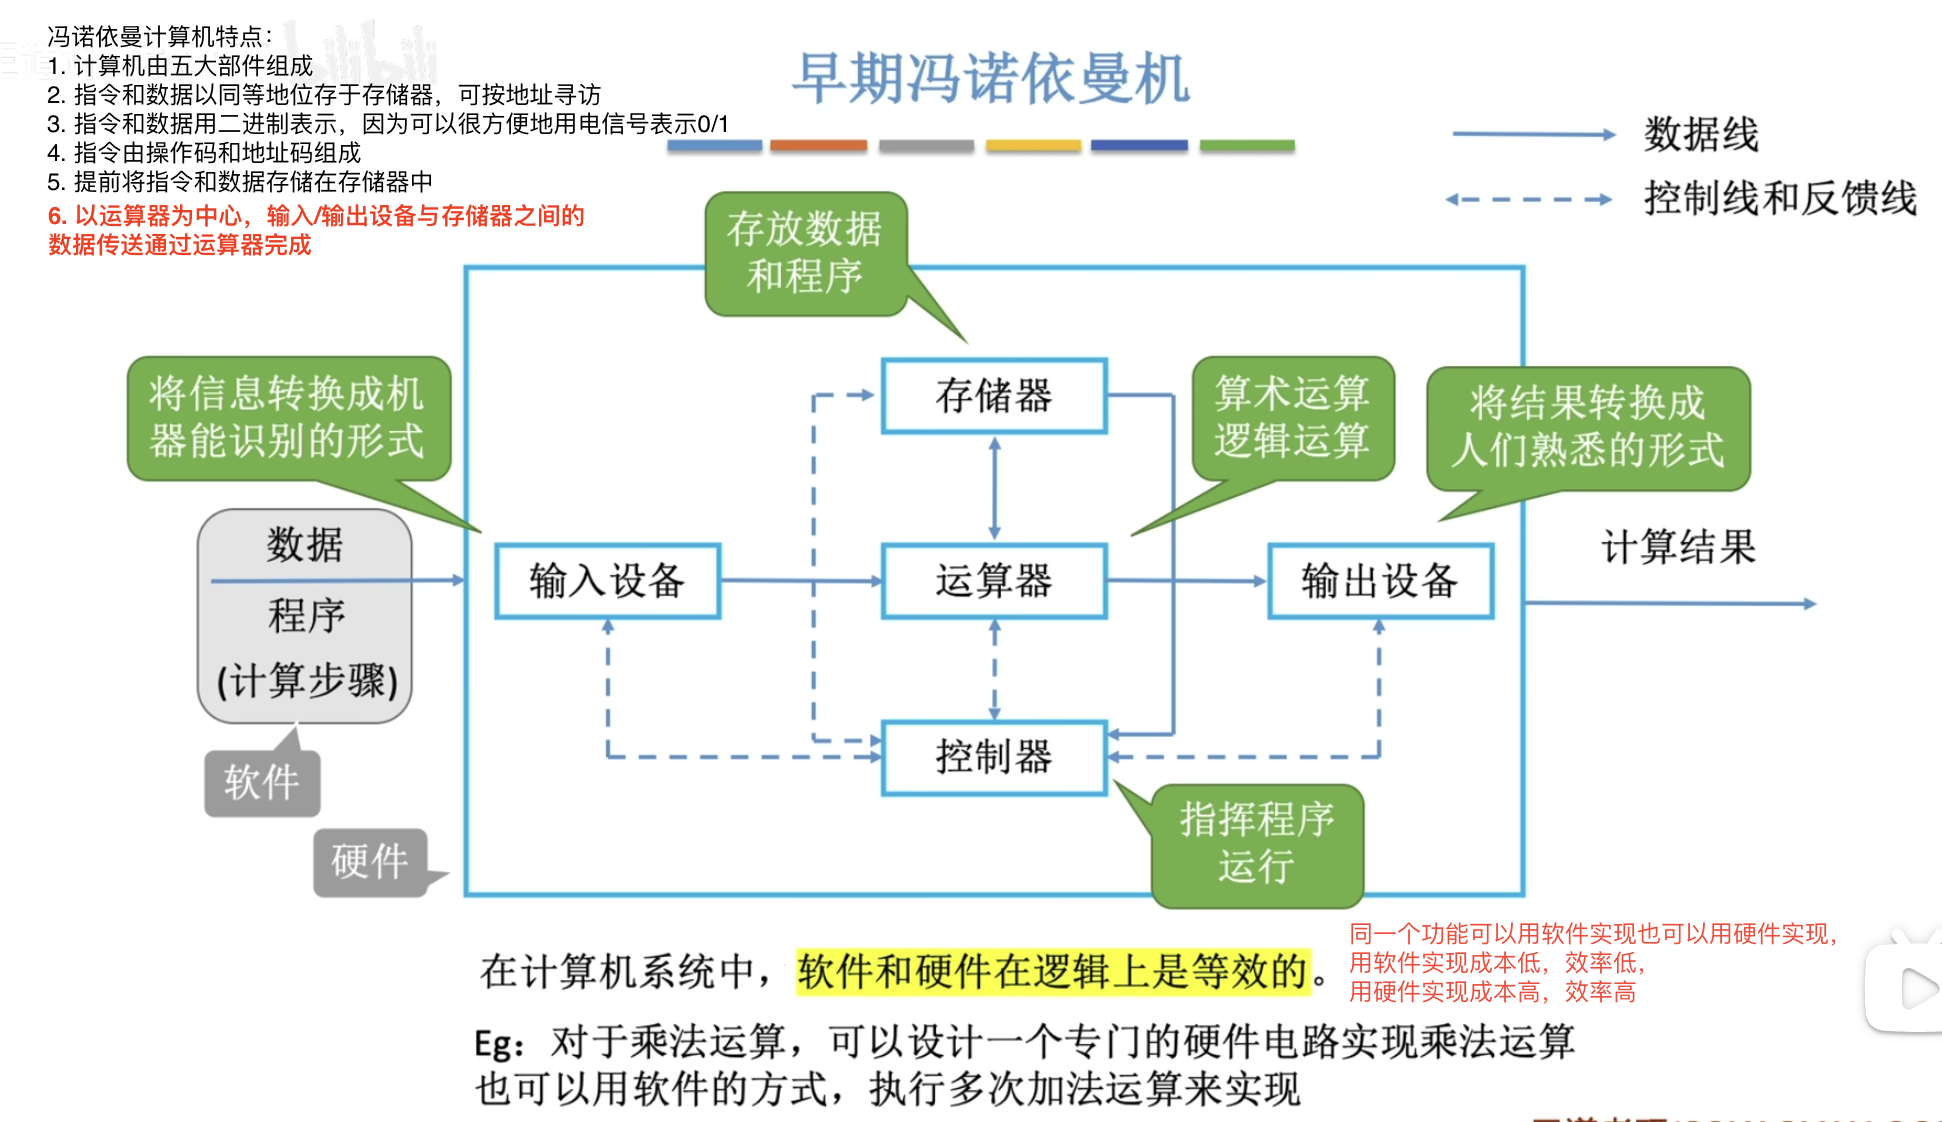 冯诺依曼计算机特点：
1. 计算机由五大部件组成
2. 指令和数据以同等地位存于存储器，可按地址寻访
3. 指令和数据用二进制表示，因为可以很方便地用电信号表示0/1
4. 指令由操作码和地址码组成
5. 提前将指令和数据存储在存储器中
6. 以运算器为中心，输入/输出设备与存储器之间的
数据传送通过运算器完成
早期冯诺依曼机
数据线
控制线和反馈线
存放数据
和程序
将信息转换成机
器能识别的形式
存储器
算术运算
逻辑运算
将结果转换成
人们熟悉的形式
数据
程序
(计算步骤)
输入设备
运算器
输出设备
计算结果
控制器
软件
硬件
指挥程序
运行
在计算机系统中，软件和硬件在逻辑上是等效的。
同一个功能可以用软件实现也可以用硬件实现，
用软件实现成本低，效率低，
用硬件实现成本高，效率高
Eg：对于乘法运算，可以设计一个专门的硬件电路实现乘法运算
也可以用软件的方式，执行多次加法运算来实现